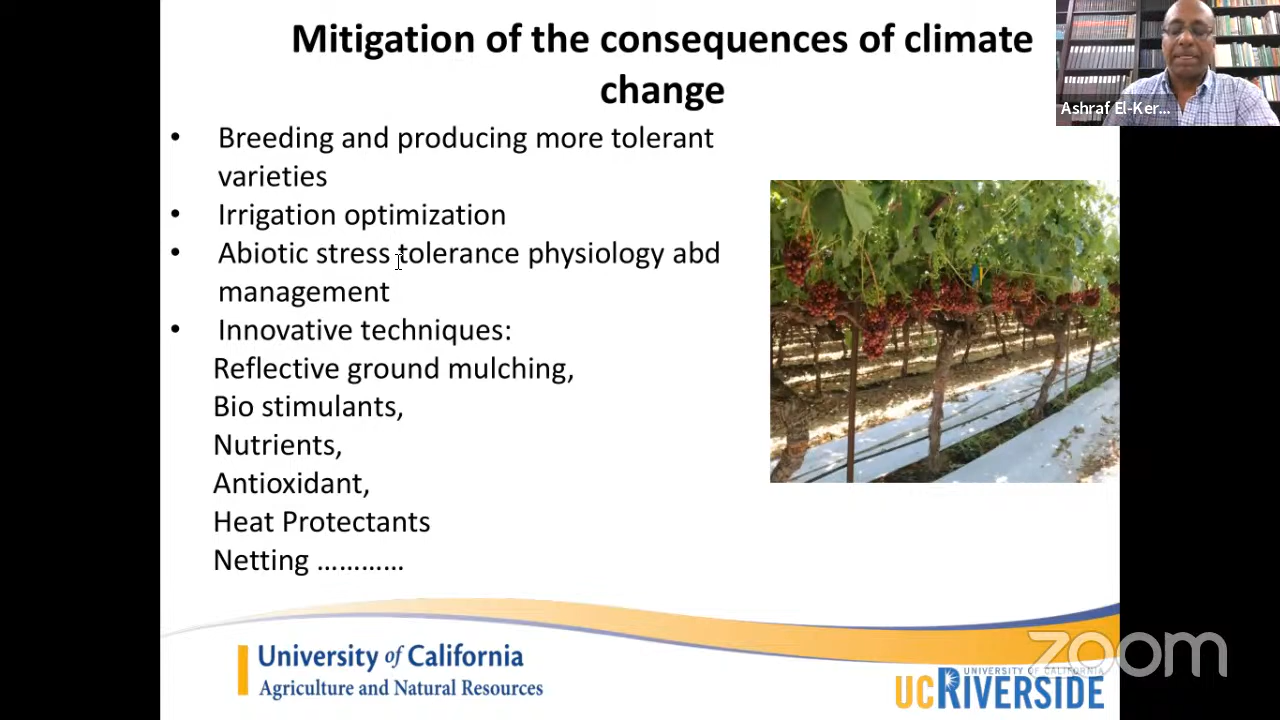 Mitigation of the consequences of climate
change
Ashraf El-Ker...
• Breeding and producing more tolerant
varieties
• Irrigation optimization
• Abiotic stress tolerance physiology abd
management
• Innovative techniques:
Reflective ground mulching,
Bio stimulants,
Nutrients,
Antioxidant,
Heat Protectants
Netting …………
University of California
Agriculture and Natural Resources
zoom
UNIVERSITY OF CALIFORNIA
UCRIVERSIDE